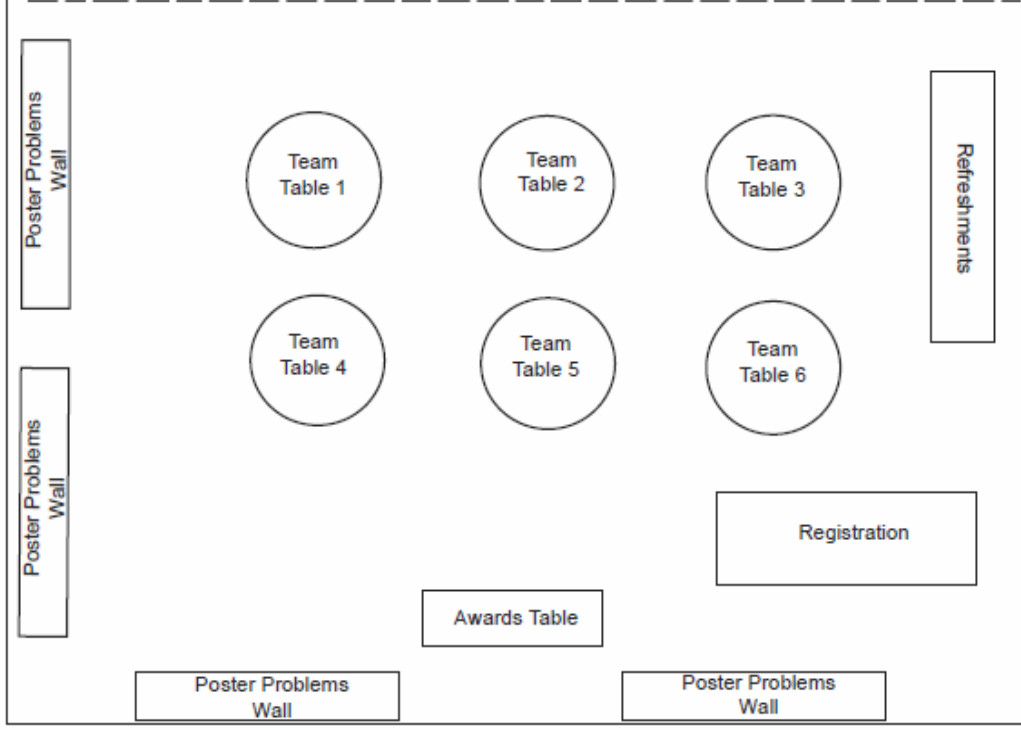 Poster Problems
Wall
Team
Table 1
Team
Table 2
Team
Table 3
Refreshments
Team
Table 4
Team
Table 5
Team
Table 6
Poster Problems
Wall
Registration
Awards Table
Poster Problems
Wall
Poster Problems
Wall